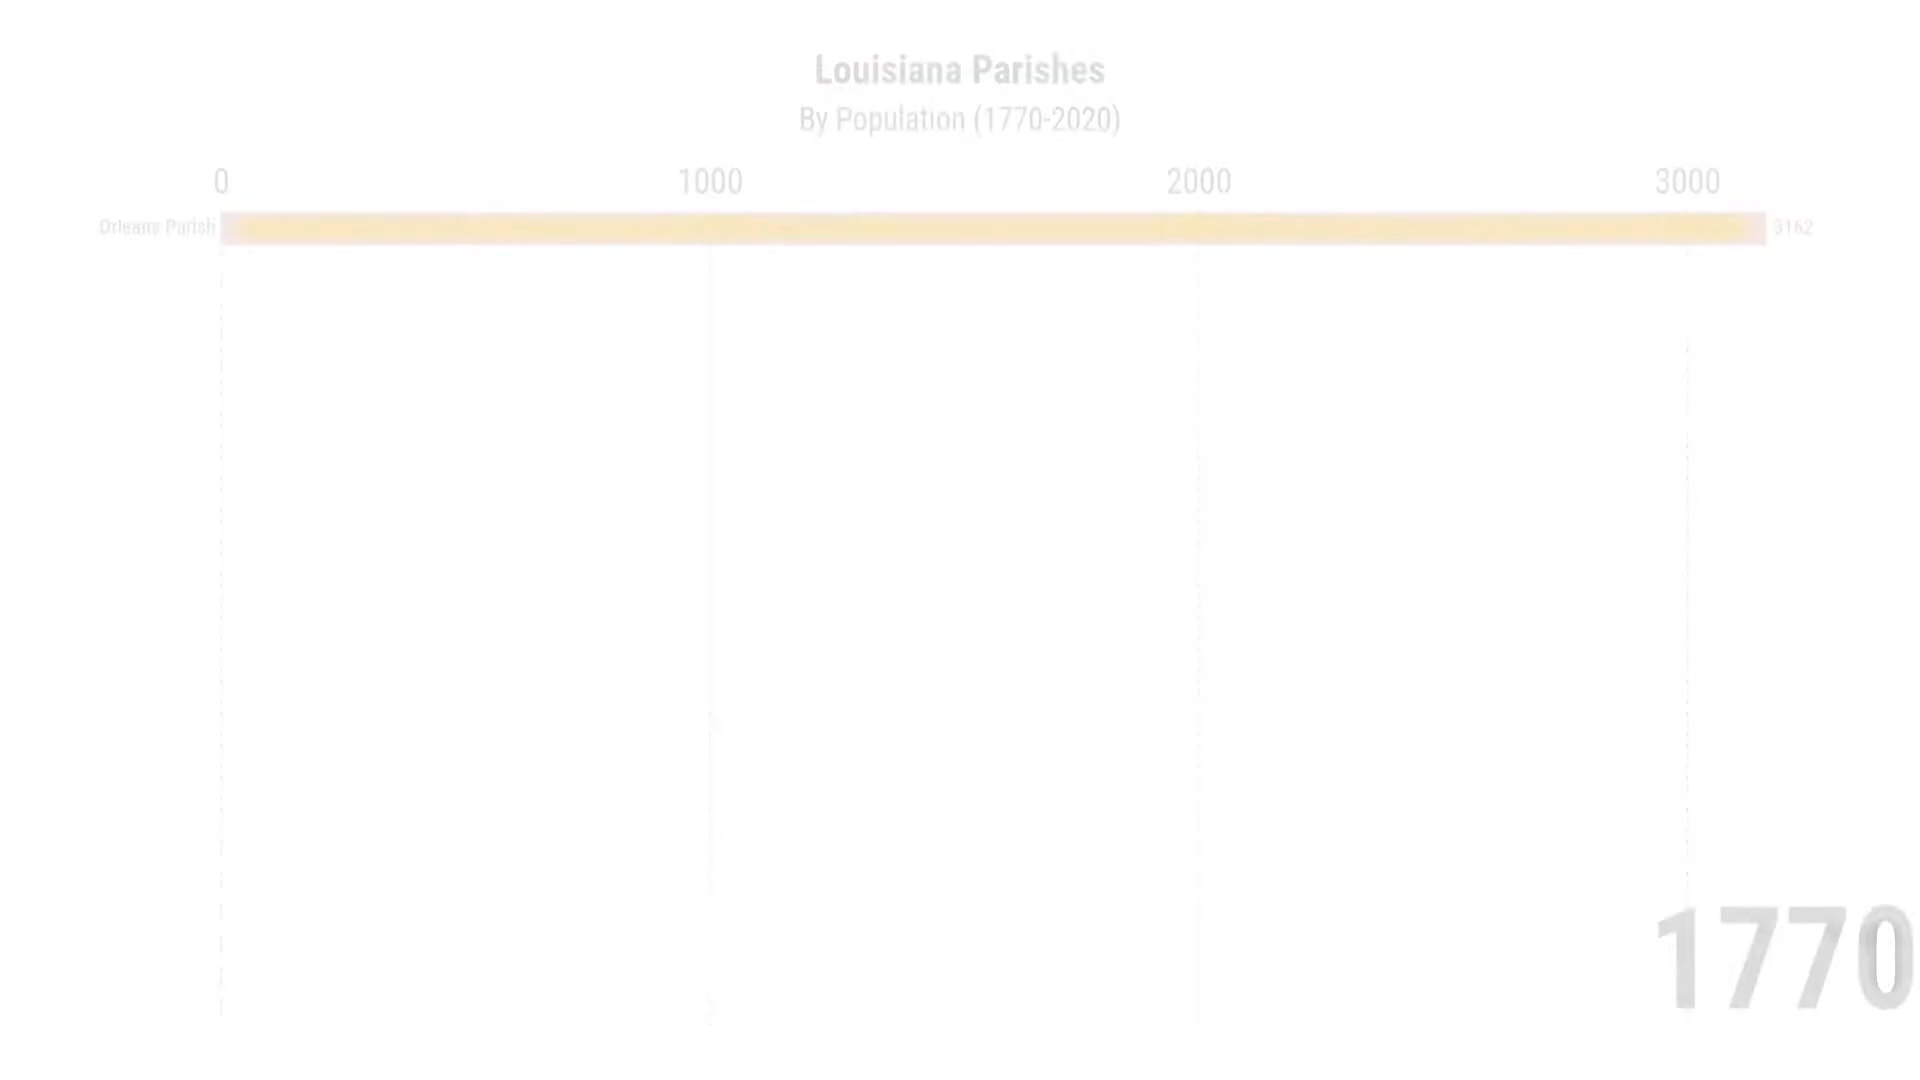 Louisiana Parishes
By Population (1770-2020)
0 1000 2000 3000
Orleans Parish 3162
1770